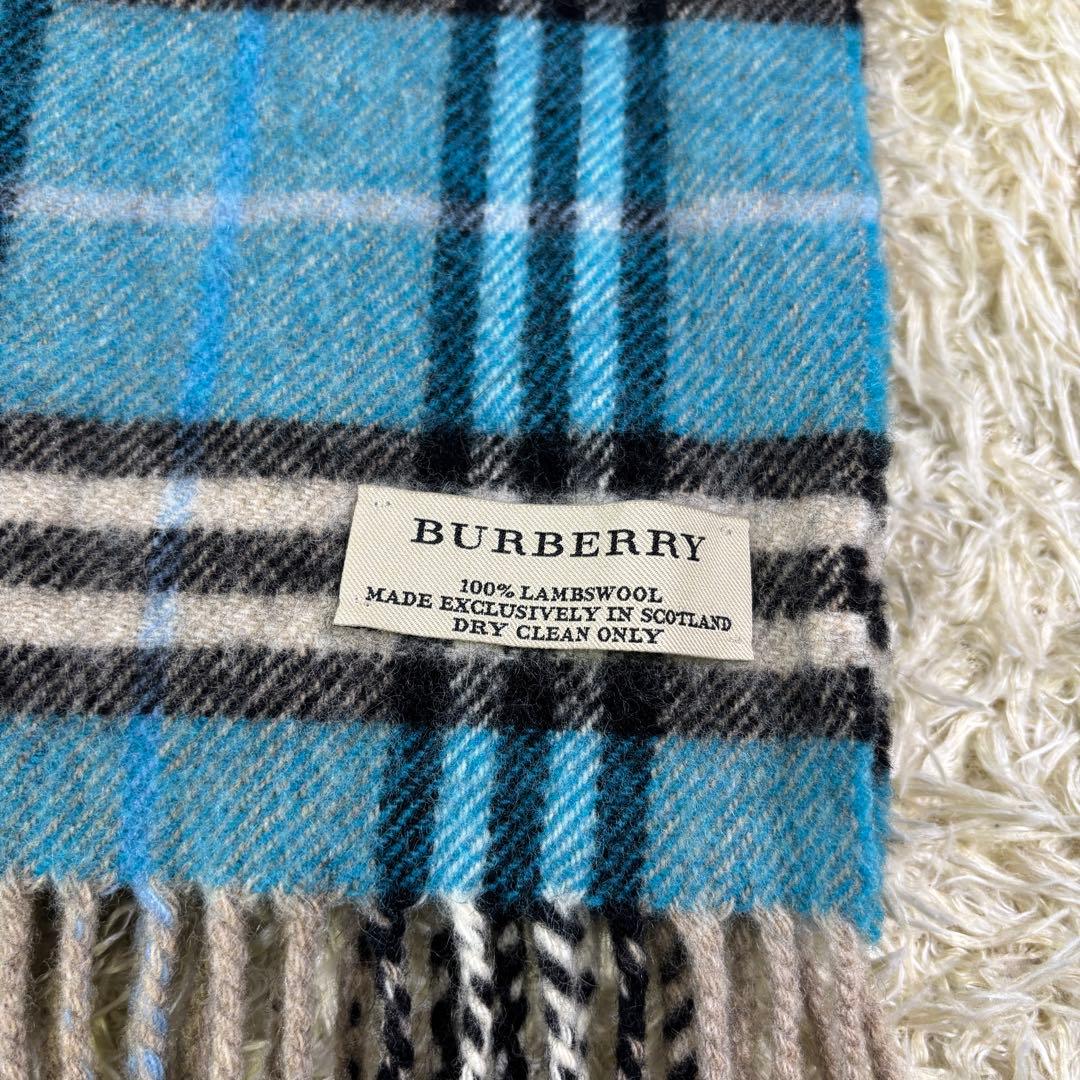 BURBERRY
100% LAMBSWOOL
MADE EXCLUSIVELY IN SCOTLAND
DRY CLEAN ONLY